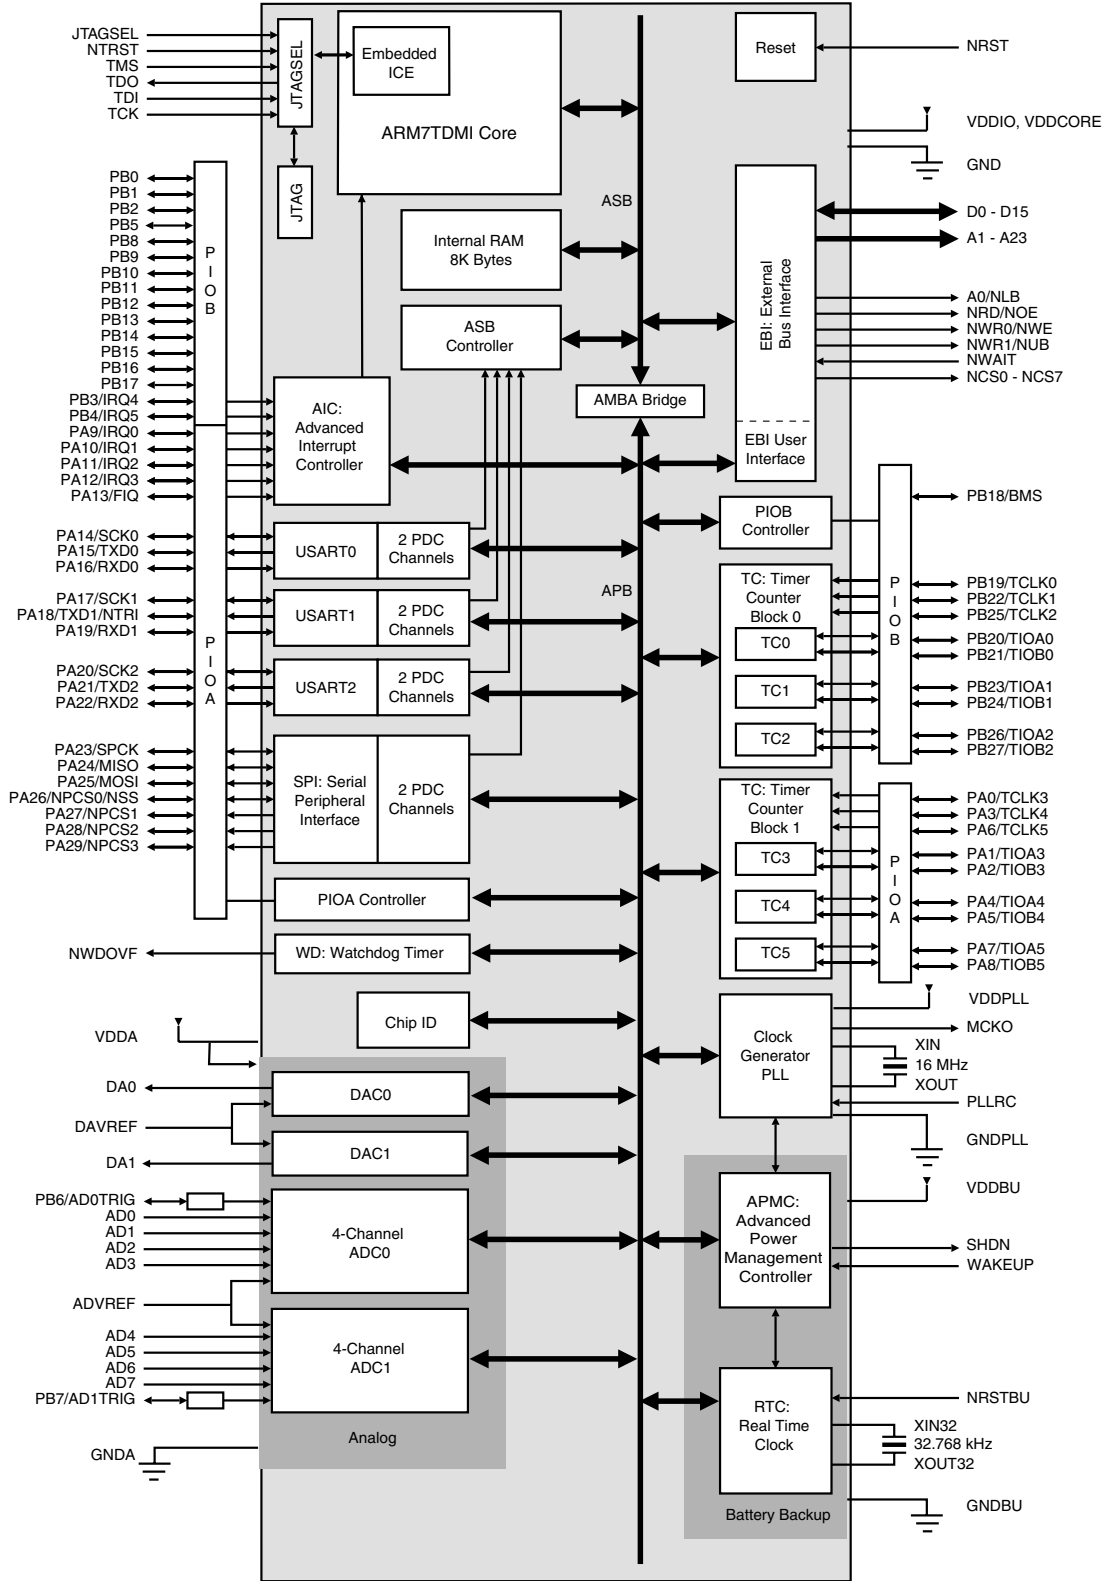 JTAGSEL
NTRST
TMS
TDO
TDI
TCK
JTAGSEL
Embedded
ICE
ARM7TDMI Core
JTAG
Reset
NRST
VDDIO, VDDCORE
GND
PB0
PB1
PB2
PB5
PB8
PB9
PB10
PB11
PB12
PB13
PB14
PB15
PB16
PB17
PB3/IRQ4
PB4/IRQ5
PA9/IRQ0
PA10/IRQ1
PA11/IRQ2
PA12/IRQ3
PA13/FIQ
PIOB
ASB
Internal RAM
8K Bytes
ASB
Controller
EBI: External
Bus Interface
EBI User
Interface
D0 - D15
A1 - A23
A0/NLB
NRD/NOE
NWR0/NWE
NWR1/NUB
NWAIT
NCS0 - NCS7
AMBA Bridge
AIC:
Advanced
Interrupt
Controller
PIOB
Controller
PB18/BMS
PA14/SCK0
PA15/TXD0
PA16/RXD0
USART0
2 PDC
Channels
PA17/SCK1
PA18/TXD1/NTRI
PA19/RXD1
USART1
2 PDC
Channels
PA20/SCK2
PA21/TXD2
PA22/RXD2
USART2
2 PDC
Channels
PIOA
APB
TC: Timer
Counter
Block 0
TC0
TC1
TC2
PIOB
PB19/TCLK0
PB22/TCLK1
PB25/TCLK2
PB20/TIOA0
PB21/TIOB0
PB23/TIOA1
PB24/TIOB1
PB26/TIOA2
PB27/TIOB2
PA23/SPCK
PA24/MISO
PA25/MOSI
PA26/NPCS0/NSS
PA27/NPCS1
PA28/NPCS2
PA29/NPCS3
SPI: Serial
Peripheral
Interface
2 PDC
Channels
TC: Timer
Counter
Block 1
TC3
TC4
TC5
PIOA
PA0/TCLK3
PA3/TCLK4
PA6/TCLK5
PA1/TIOA3
PA2/TIOB3
PA4/TIOA4
PA5/TIOB4
PA7/TIOA5
PA8/TIOB5
PIOA Controller
NWDOVF
WD: Watchdog Timer
Chip ID
Clock
Generator
PLL
VDDPLL
MCKO
XIN
16 MHz
XOUT
PLLRC
GNDPLL
VDDA
DA0
DAVREF
DA1
DAC0
DAC1
PB6/AD0TRIG
AD0
AD1
AD2
AD3
ADVREF
4-Channel
ADC0
AD4
AD5
AD6
AD7
PB7/AD1TRIG
4-Channel
ADC1
Analog
GNDA
APMC:
Advanced
Power
Management
Controller
VDDBU
SHDN
WAKEUP
RTC:
Real Time
Clock
NRSTBU
XIN32
32.768 kHz
XOUT32
Battery Backup
GNDBU